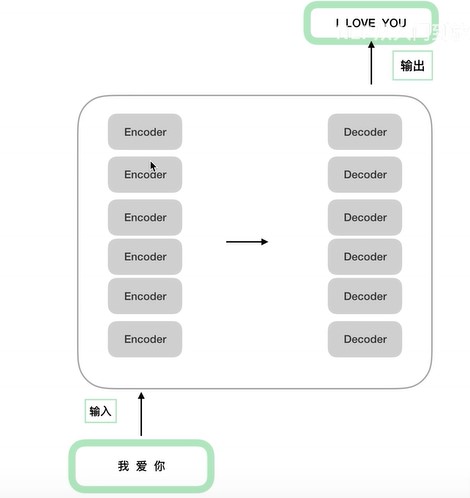 I LOVE YOU
输出
Encoder
Decoder
Encoder
Decoder
Encoder
Decoder
Encoder
Decoder
Encoder
Decoder
Encoder
Decoder
输入
我 爱 你